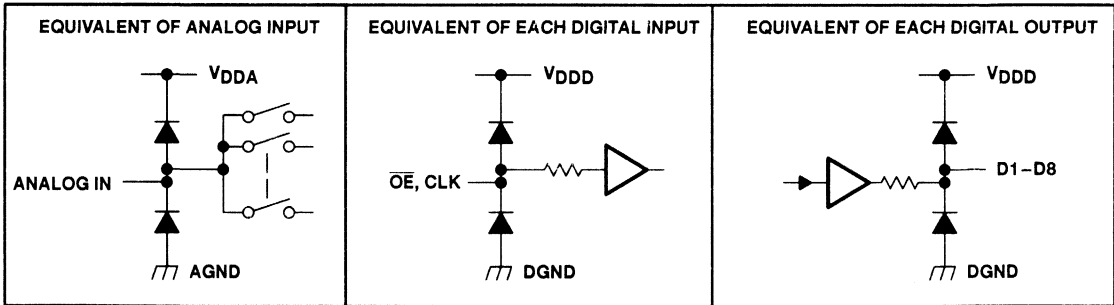 EQUIVALENT OF ANALOG INPUT
VDDA
ANALOG IN
AGND
EQUIVALENT OF EACH DIGITAL INPUT
VDDD
OE, CLK
DGND
EQUIVALENT OF EACH DIGITAL OUTPUT
VDDD
D1–D8
DGND